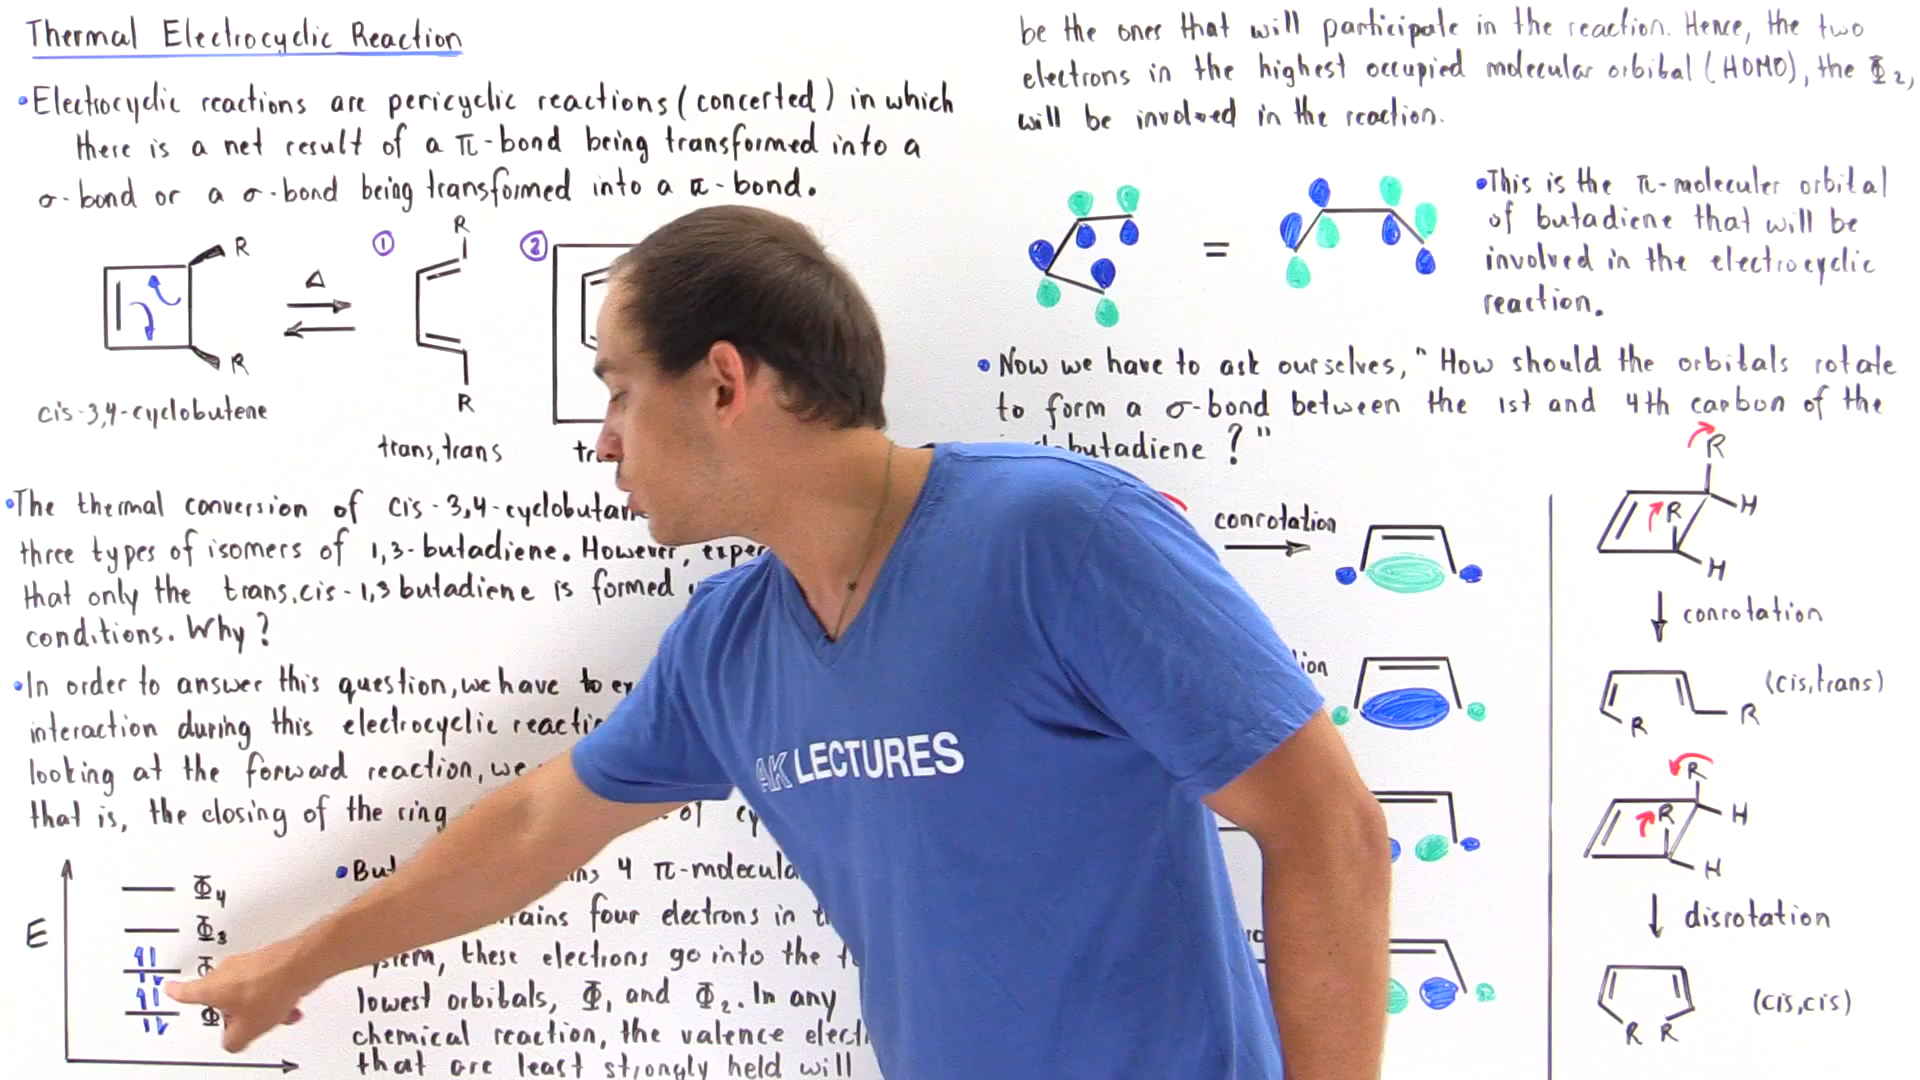 Thermal Electrocyclic Reaction
•Electrocyclic reactions are pericyclic reactions (concerted) in which
there is a net result of a π-bond being transformed into a
σ-bond or a σ-bond being transformed into a π-bond.
R
R
Δ
cis-3,4-cyclobutene
①
R
R
trans,trans
②
•The thermal conversion of cis-3,4-cyclobutan
three types of isomers of 1,3-butadiene. However,
that only the trans,cis-1,3 butadiene is formed
conditions. Why?
•In order to answer this question, we have to
interaction during this electrocyclic
looking at the forward reaction, we
that is, the closing of the ring of
E
Φ4
Φ3
•4 π-molecula
four electrons in
these electrons go into the
lowest orbitals, Φ1 and Φ2. In any
chemical reaction, the valence
that are least strongly held will
be the ones that will participate in the reaction. Hence, the two
electrons in the highest occupied molecular orbibal (HOMO), the Φ2,
will be involved in the reaction.
=
•This is the π-moleculer orbital
of butadiene that will be
involved in the electrocyclic
reaction.
•Now we have to ask ourselves, "How should the orbitals rotate
to form a σ-bond between the 1st and 4th carbon of the
butadiene?"
conrotation
R
R
H
H
conrotation
(cis,trans)
R
R
R
R
H
H
disrotation
(cis,cis)
R R
AK LECTURES